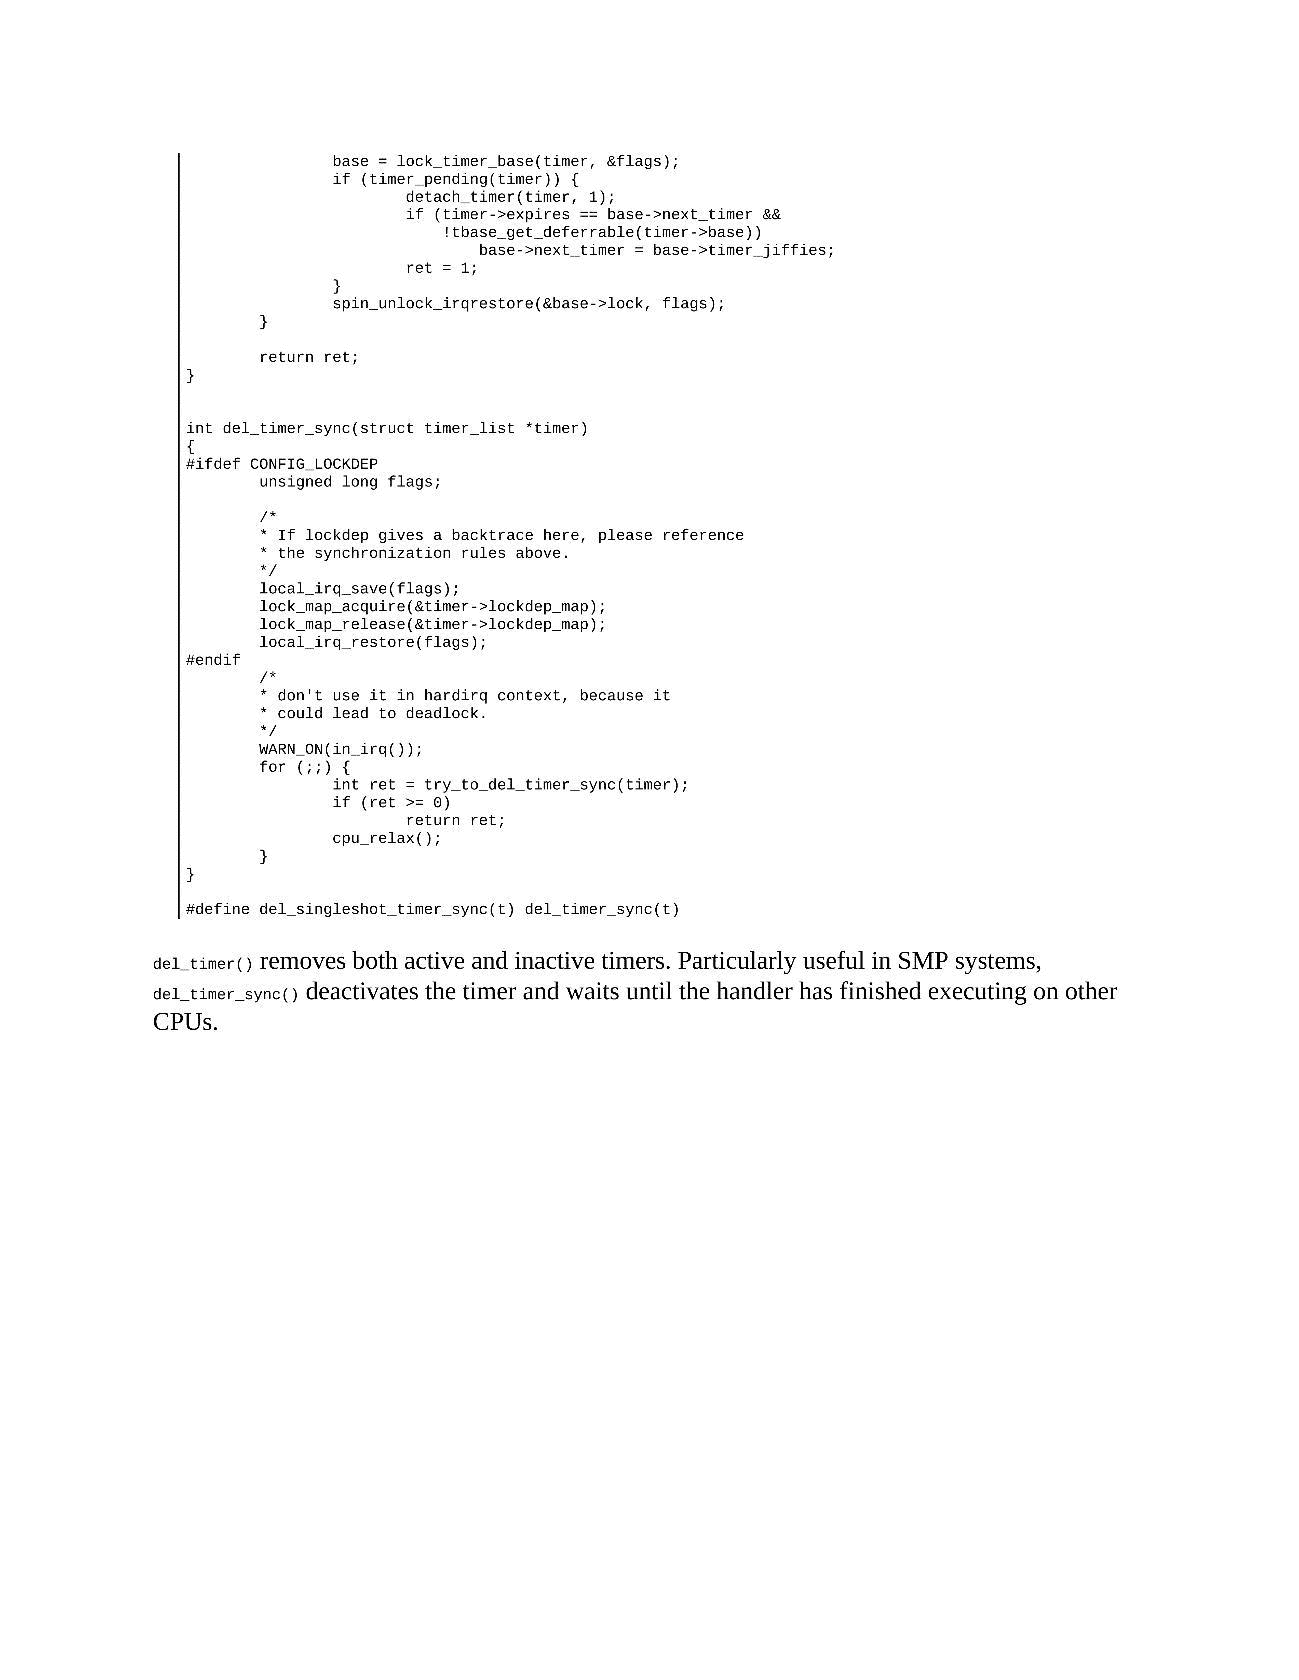 base = lock_timer_base(timer, &flags);
                if (timer_pending(timer)) {
                        detach_timer(timer, 1);
                        if (timer->expires == base->next_timer &&
                            !tbase_get_deferrable(timer->base))
                                base->next_timer = base->timer_jiffies;
                        ret = 1;
                }
                spin_unlock_irqrestore(&base->lock, flags);
        }

        return ret;
}


int del_timer_sync(struct timer_list *timer)
{
#ifdef CONFIG_LOCKDEP
        unsigned long flags;

        /*
        * If lockdep gives a backtrace here, please reference
        * the synchronization rules above.
        */
        local_irq_save(flags);
        lock_map_acquire(&timer->lockdep_map);
        lock_map_release(&timer->lockdep_map);
        local_irq_restore(flags);
#endif
        /*
        * don't use it in hardirq context, because it
        * could lead to deadlock.
        */
        WARN_ON(in_irq());
        for (;;) {
                int ret = try_to_del_timer_sync(timer);
                if (ret >= 0)
                        return ret;
                cpu_relax();
        }
}

#define del_singleshot_timer_sync(t) del_timer_sync(t)

del_timer() removes both active and inactive timers. Particularly useful in SMP systems,
del_timer_sync() deactivates the timer and waits until the handler has finished executing on other
CPUs.